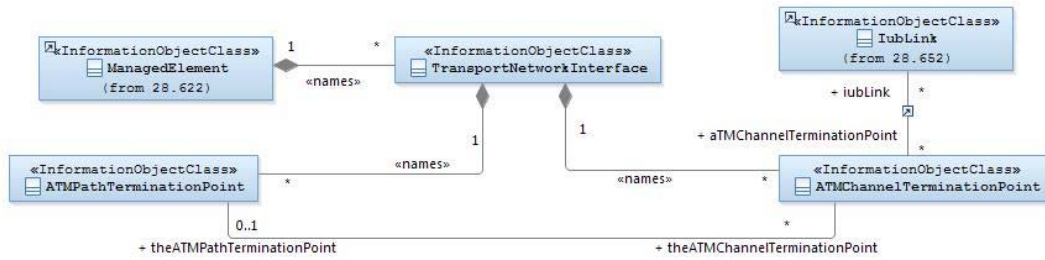 «InformationObjectClass»
ManagedElement
(from 28.622)
1
*
«names»
«InformationObjectClass»
TransportNetworkInterface
«InformationObjectClass»
IubLink
(from 28.652)
+ iubLink
*
+ aTMChannelTerminationPoint
*
1
«names»
*
1
«names»
*
«InformationObjectClass»
ATMPathTerminationPoint
«InformationObjectClass»
ATMChannelTerminationPoint
0..1
+ theATMPathTerminationPoint
*
+ theATMChannelTerminationPoint